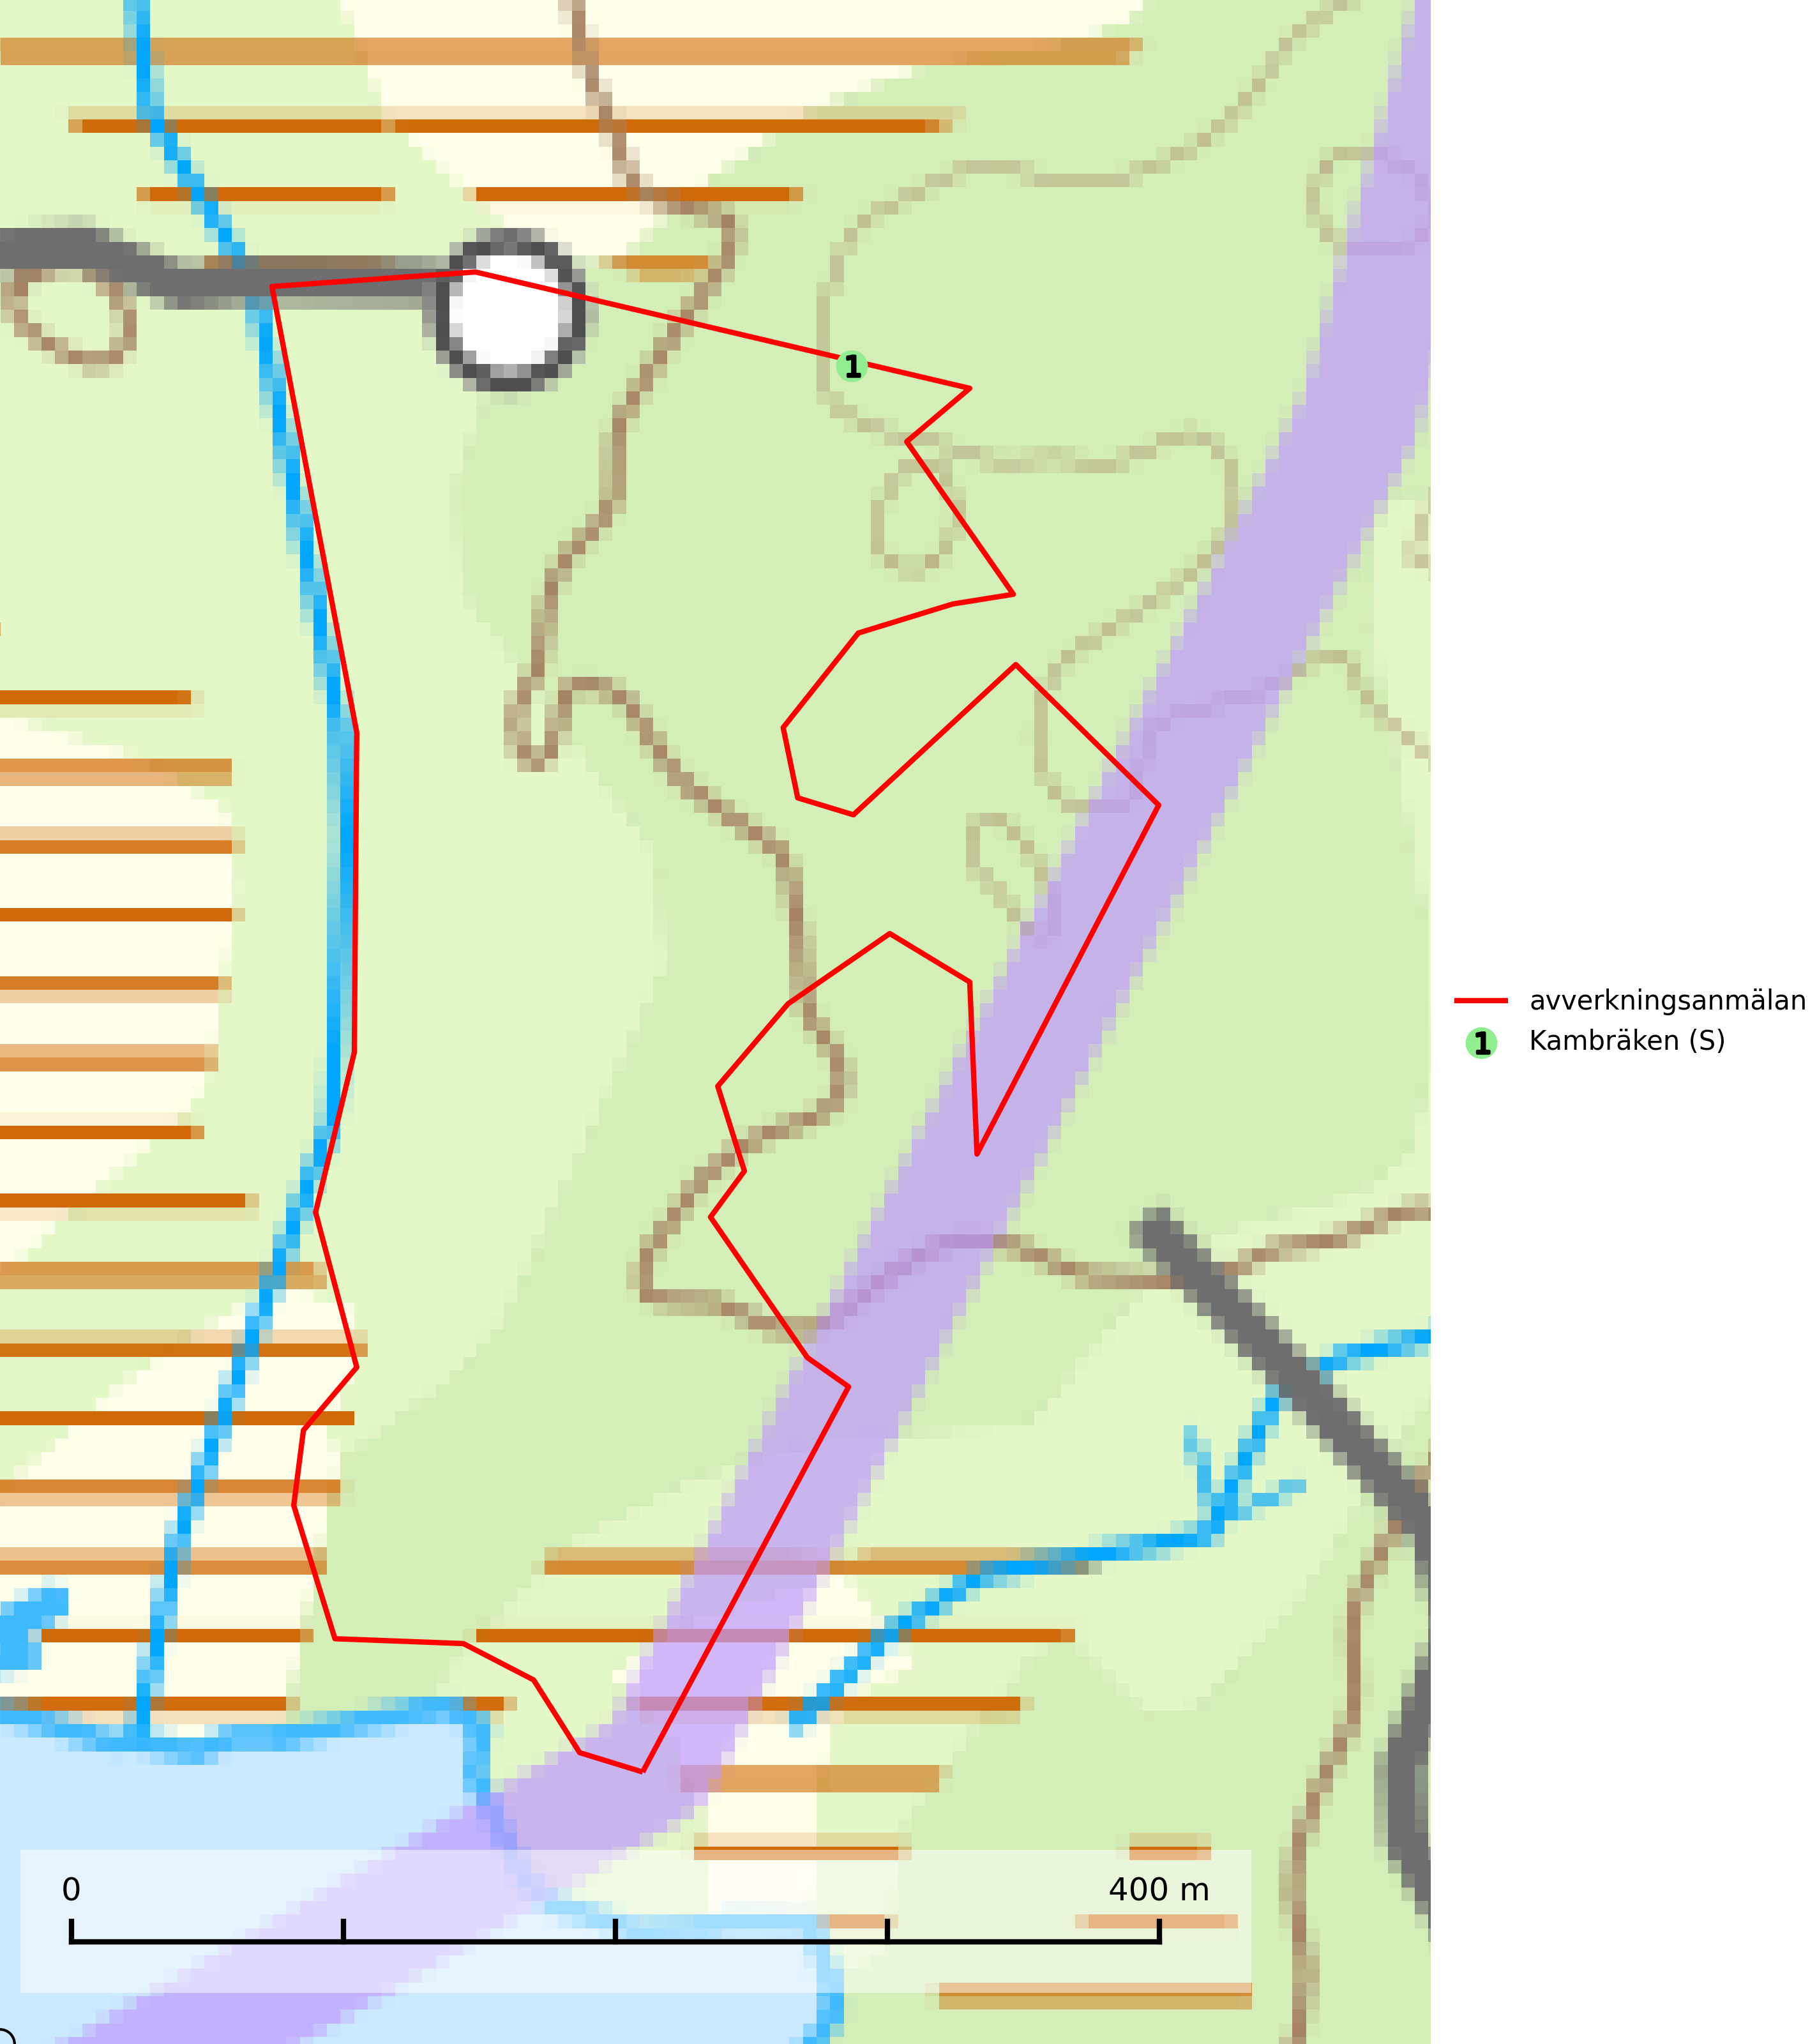 1
avverkningsanmälan
1 Kambräken (S)
0 400 m